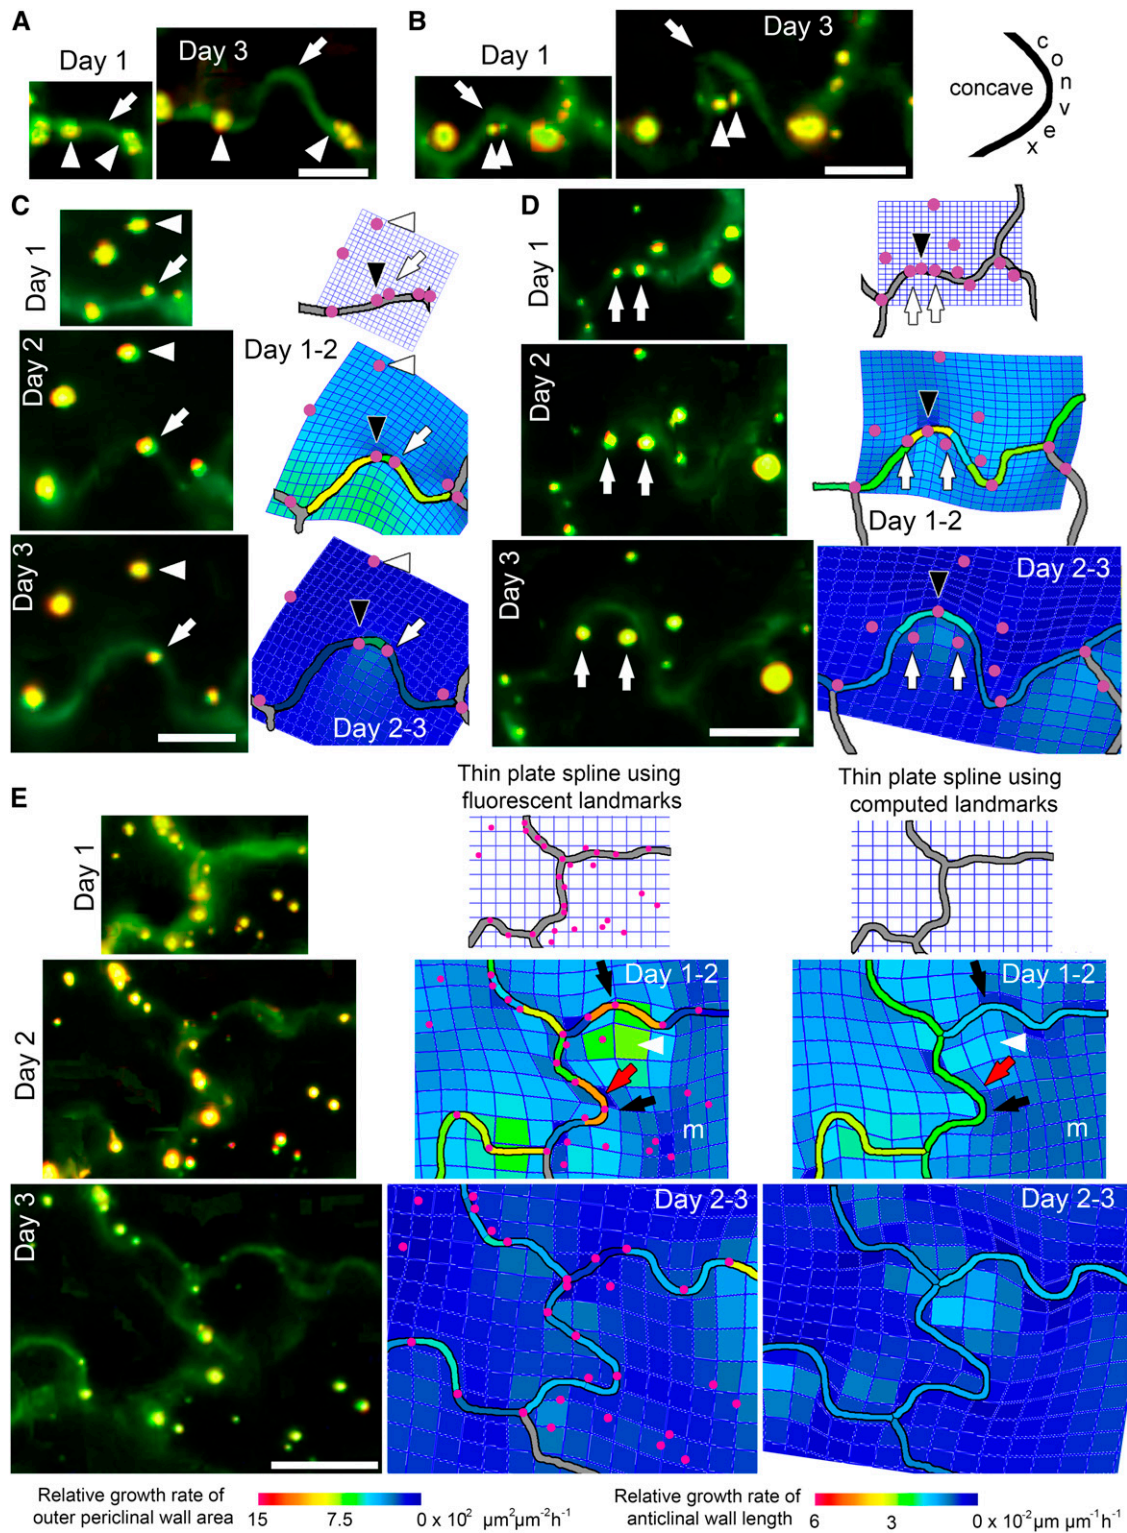 A
Day 1
Day 3
B
Day 1
Day 3
concave
convex
C
Day 1
Day 2
Day 1-2
Day 3
Day 2-3
D
Day 1
Day 2
Day 1-2
Day 3
Day 2-3
E
Thin plate spline using
fluorescent landmarks
Thin plate spline using
computed landmarks
Day 1
Day 2
Day 1-2
m
Day 1-2
m
Day 3
Day 2-3
Day 2-3
Relative growth rate of
outer periclinal wall area
15 7.5 0 x 10² µm²µm⁻²h⁻¹
Relative growth rate of
anticlinal wall length
6 3 0 x 10⁻²µm µm⁻¹h⁻¹